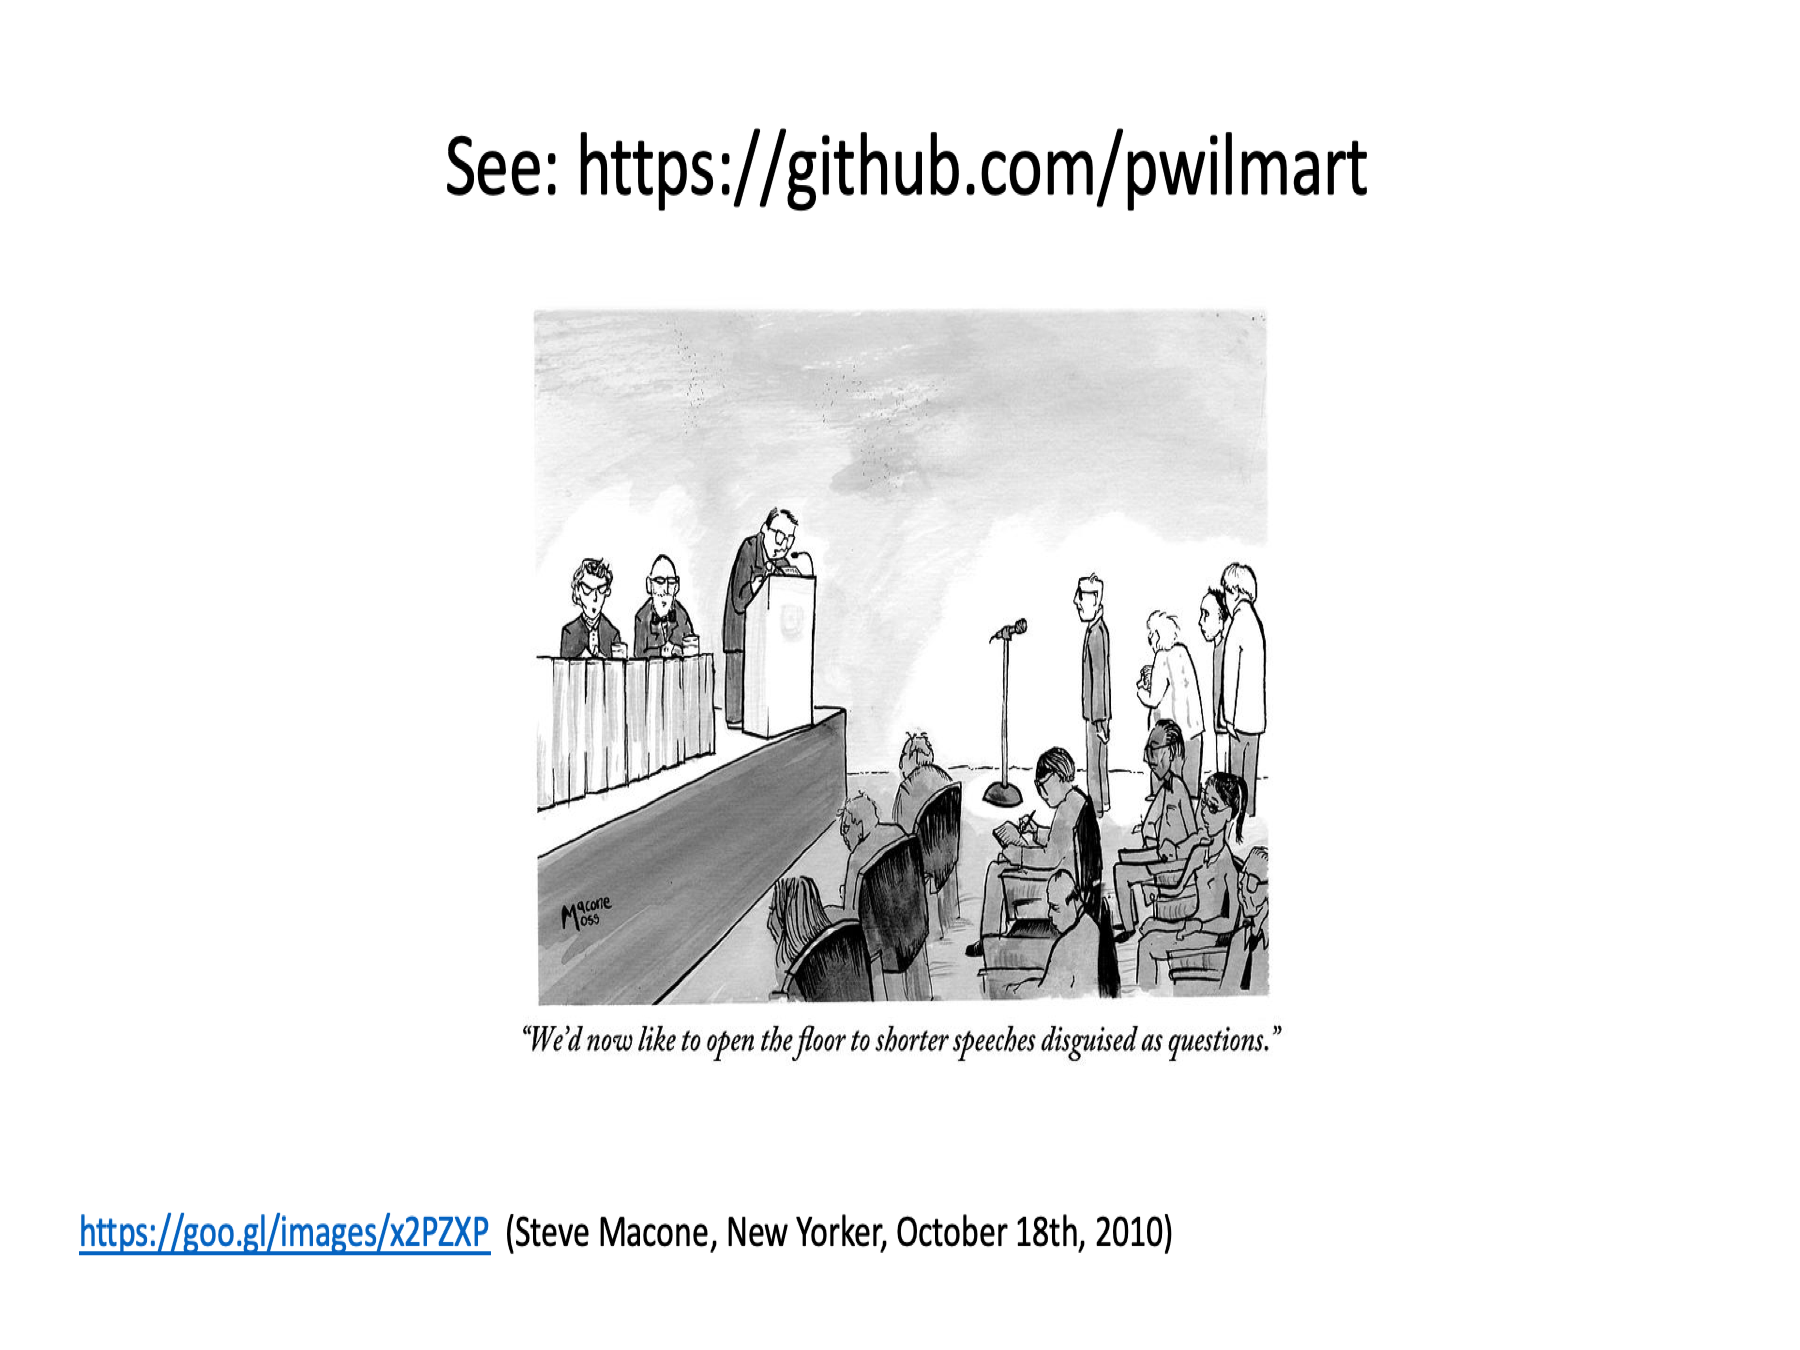 See: https://github.com/pwilmart
Macone
Moss
“We’d now like to open the floor to shorter speeches disguised as questions.”
https://goo.gl/images/x2PZXP (Steve Macone, New Yorker, October 18th, 2010)